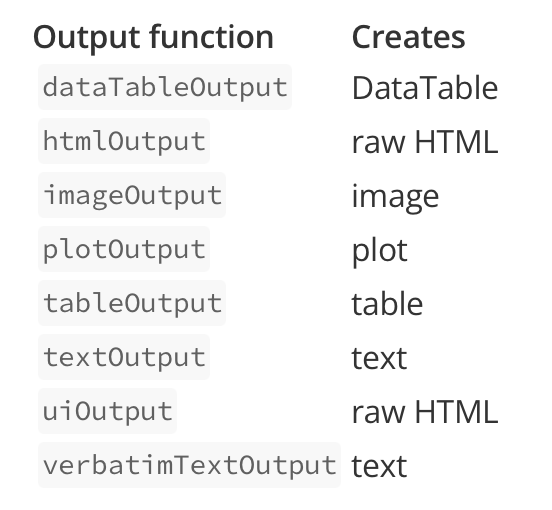 Output function Creates
dataTableOutput DataTable
htmlOutput raw HTML
imageOutput image
plotOutput plot
tableOutput table
textOutput text
uiOutput raw HTML
verbatimTextOutput text